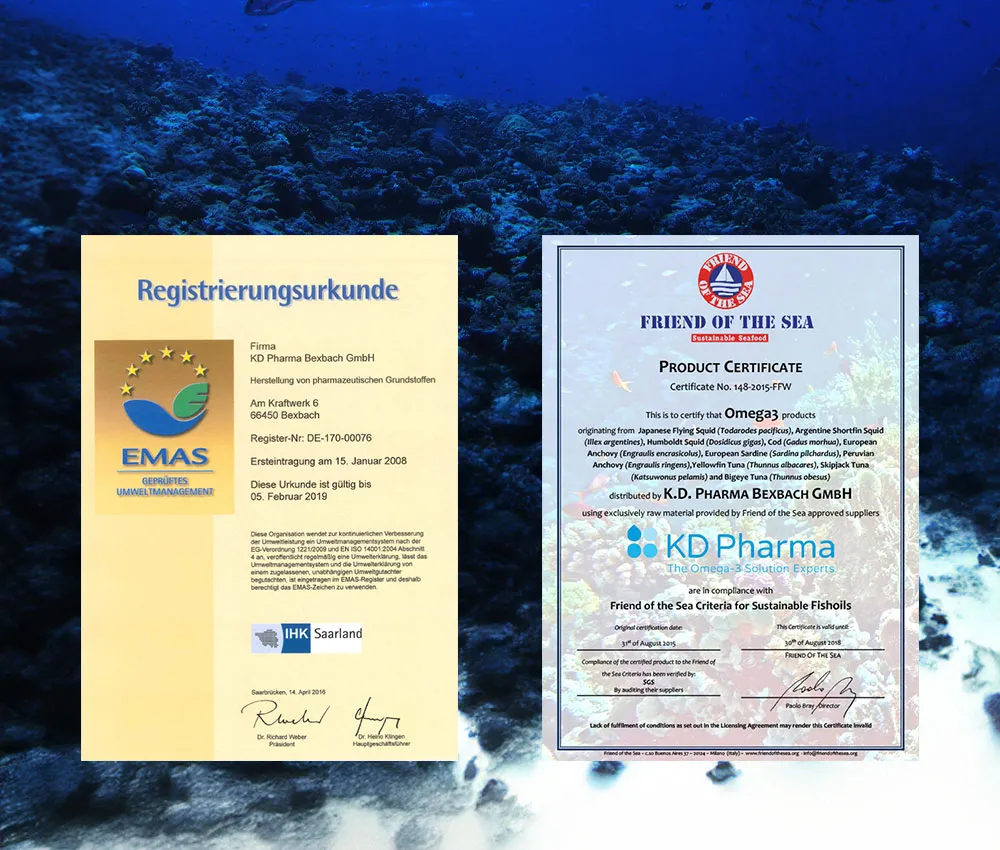 Registrierungsurkunde
EMAS
GEPRÜFTES
UMWELTMANAGEMENT
Firma
KD Pharma Bexbach GmbH
Herstellung von pharmazeutischen Grundstoffen
Am Kraftwerk 6
66450 Bexbach
Register-Nr: DE-170-00076
Ersteintragung am 15. Januar 2008
Diese Urkunde ist gültig bis
05. Februar 2019
Diese Organisation wendet zur kontinuierlichen Verbesserung
der Umweltleistung ein Umweltmanagementsystem nach der
EG-Verordnung 1221/2009 und EN ISO 14001:2004 Abschnitt
4 an, veröffentlicht regelmäßig eine Umwelterklärung, lässt das
Umweltmanagementsystem und die Umwelterklärung von
einem zugelassenen, unabhängigen Umweltgutachter
begutachten, ist eingetragen im EMAS-Register und deshalb
berechtigt das EMAS-Zeichen zu verwenden.
IHK Saarland
Saarbrücken, 14. April 2016
Dr. Richard Weber
Präsident
Dr. Heino Klingen
Hauptgeschäftsführer
FRIEND OF THE SEA
FRIEND OF THE SEA
Sustainable Seafood
PRODUCT CERTIFICATE
Certificate No. 148-2015-FFW
This is to certify that Omega3 products
originating from Japanese Flying Squid (Todarodes pacificus), Argentine Shortfin Squid
(Illex argentines), Humboldt Squid (Dosidicus gigas), Cod (Gadus morhua), European
Anchovy (Engraulis encrasicolus), European Sardine (Sardina pilchardus), Peruvian
Anchovy (Engraulis ringens),Yellowfin Tuna (Thunnus albacares), Skipjack Tuna
(Katsuwonus pelamis) and Bigeye Tuna (Thunnus obesus)
distributed by K.D. PHARMA BEXBACH GMBH
using exclusively raw material provided by Friend of the Sea approved suppliers
KD Pharma
The Omega-3 Solution Experts
are in compliance with
Friend of the Sea Criteria for Sustainable Fishoils
Original certification date:
31st of August 2015
This Certificate is valid until:
30th of August 2018
FRIEND OF THE SEA
Compliance of the certified product to the Friend of
the Sea Criteria has been verified by:
SGS
By auditing their suppliers
Paolo Bray-Director
Lack of fulfilment of conditions as set out in the Licensing Agreement may render this Certificate invalid
Friend of the Sea – c.so Buenos Aires 37 – 20124 – Milano (Italy) – www.friendofthesea.org - info@friendofthesea.org